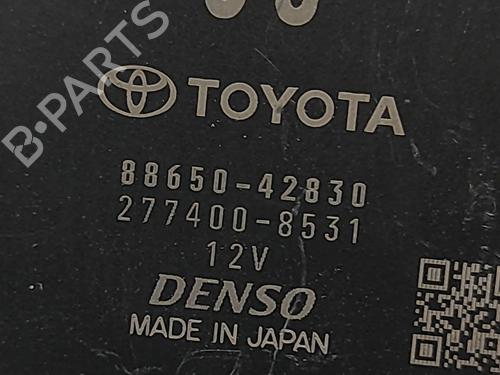 B-PARTS
TOYOTA
88650-42830
277400-8531
12V
DENSO
MADE IN JAPAN